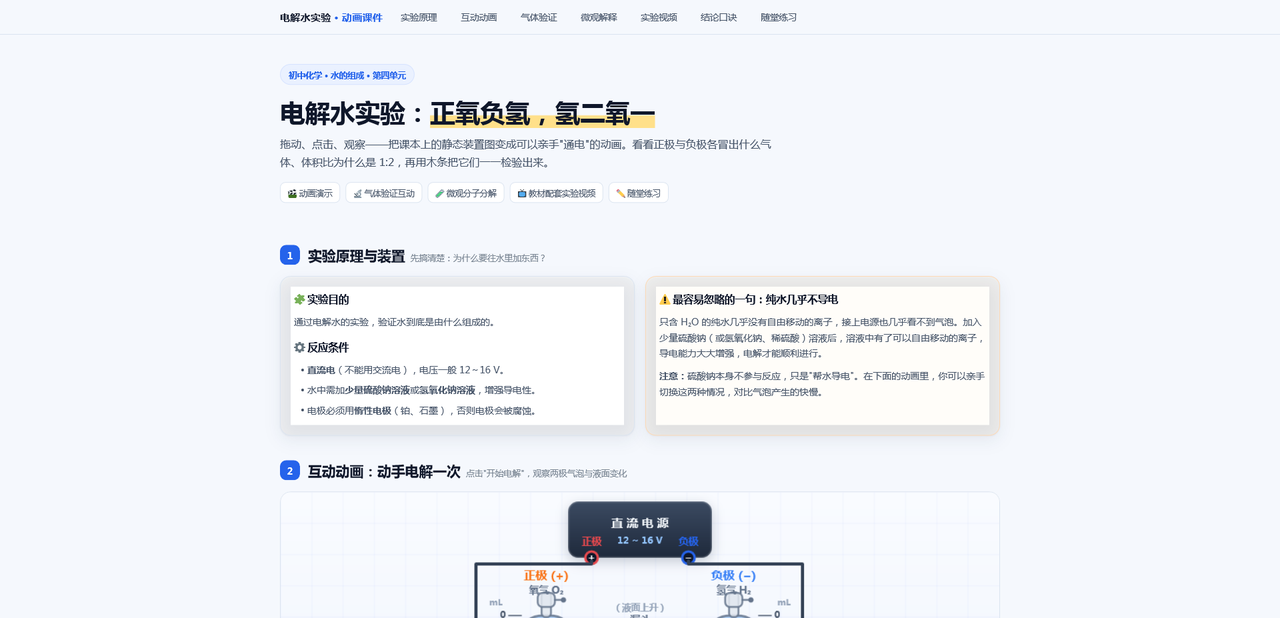 电解水实验 · 动画课件 实验原理 互动动画 气体验证 微观解释 实验视频 结论口诀 随堂练习
初中化学 · 水的组成 · 第四单元
电解水实验：正氧负氢，氢二氧一
拖动、点击、观察——把课本上的静态装置图变成可以亲手"通电"的动画。看看正极与负极各冒出什么气
体、体积比为什么是 1:2，再用木条把它们一一检验出来。
动画演示 气体验证互动 微观分子分解 教材配套实验视频 随堂练习
1 实验原理与装置 先搞清楚：为什么要往水里加东西？
实验目的
通过电解水的实验，验证水到底是由什么组成的。
反应条件
• 直流电（不能用交流电），电压一般 12～16 V。
• 水中需加少量硫酸钠溶液或氢氧化钠溶液，增强导电性。
• 电极必须用惰性电极（铂、石墨），否则电极会被腐蚀。
最容易忽略的一句：纯水几乎不导电
只含 H₂O 的纯水几乎没有自由移动的离子，接上电源也几乎看不到气泡。加入
少量硫酸钠（或氢氧化钠、稀硫酸）溶液后，溶液中有了可以自由移动的离子，
导电能力大大增强，电解才能顺利进行。
注意：硫酸钠本身不参与反应，只是"帮水导电"。在下面的动画里，你可以亲手
切换这两种情况，对比气泡产生的快慢。
2 互动动画：动手电解一次 点击"开始电解"，观察两极气泡与液面变化
直流电源
正极 12 ~ 16 V 负极
+ −
正极 (+) 负极 (−)
氧气 O₂ 氢气 H₂
mL （液面上升） mL
0 0